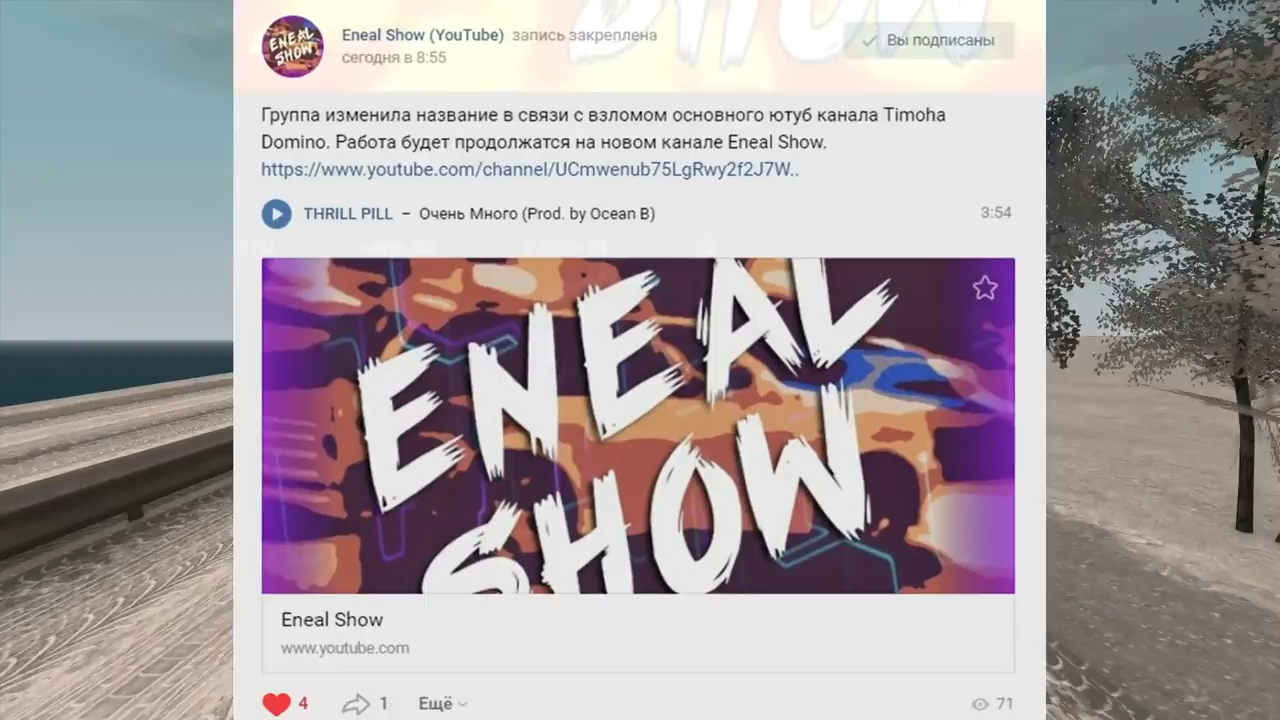 ENEAL
SHOW
Eneal Show (YouTube) запись закреплена
сегодня в 8:55
Вы подписаны
Группа изменила название в связи с взломом основного ютуб канала Timoha
Domino. Работа будет продолжатся на новом канале Eneal Show.
https://www.youtube.com/channel/UCmwenub75LgRwy2f2J7W..
THRILL PILL – Очень Много (Prod. by Ocean B) 3:54
ENEAL
SHOW
Eneal Show
www.youtube.com
4 1 Ещё 71